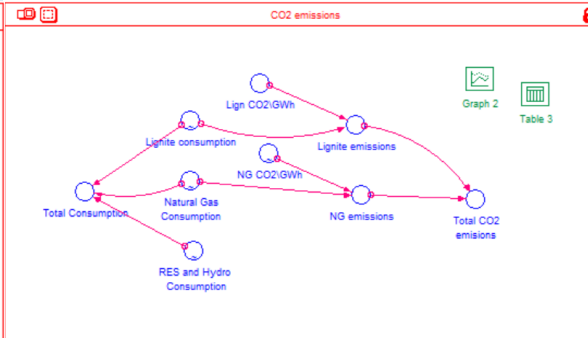 CO2 emissions
Lign CO2\GWh
Graph 2
Table 3
Lignite consumption
Lignite emissions
NG CO2\GWh
Total Consumption
Natural Gas
Consumption
NG emissions
Total CO2
emisions
RES and Hydro
Consumption